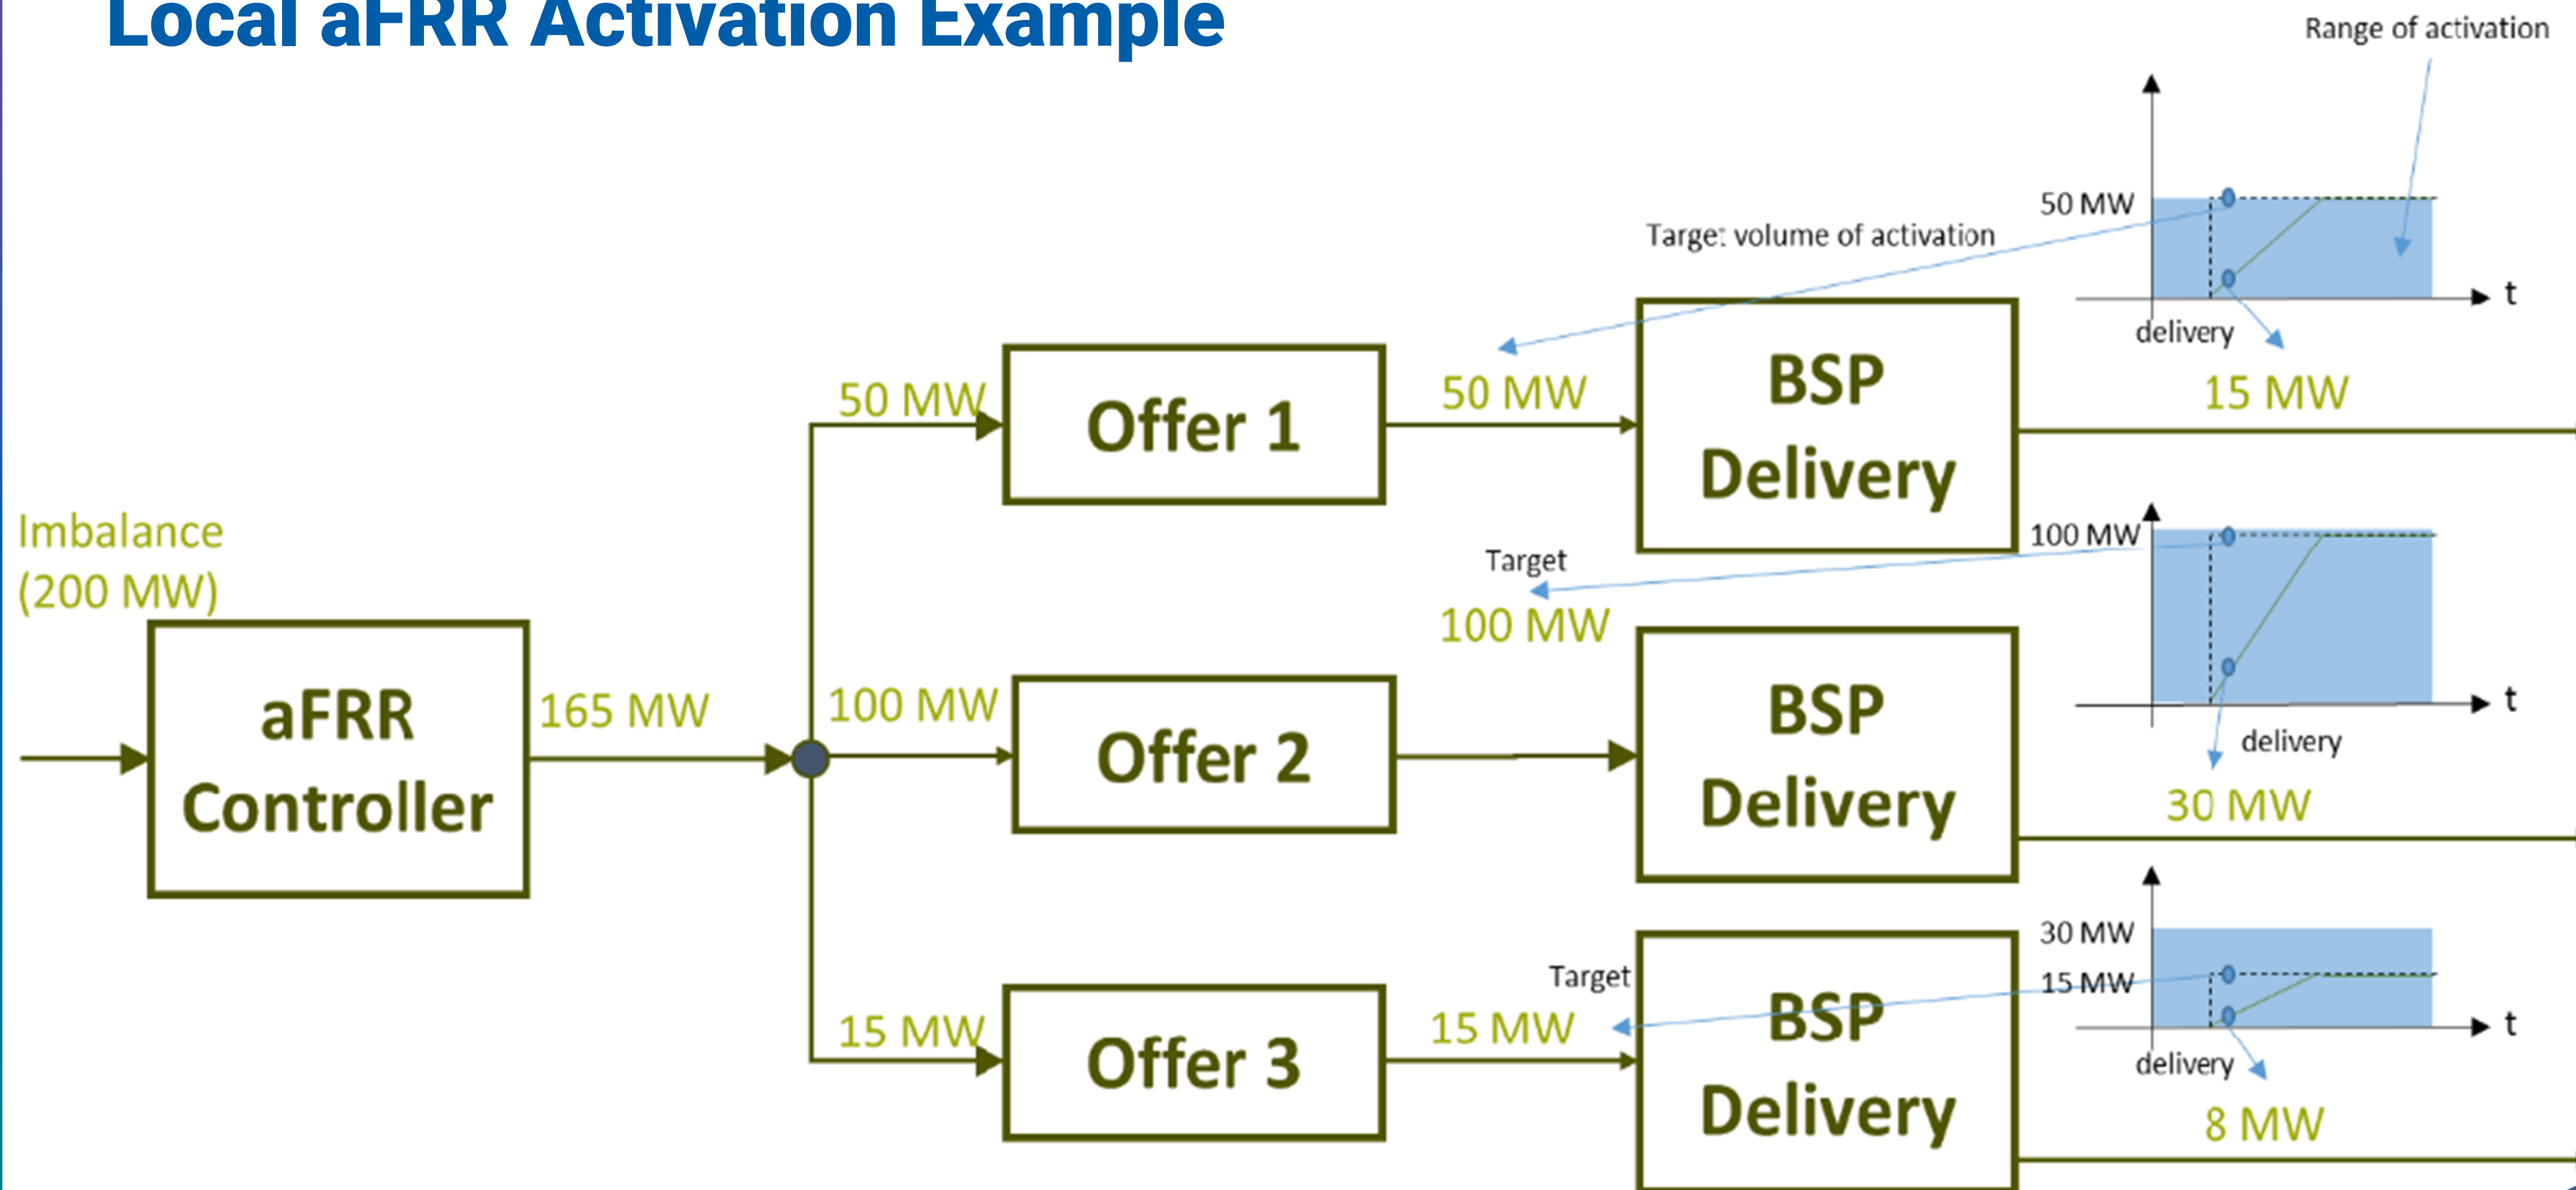 Local aFRR Activation Example
Range of activation
50 MW
Target volume of activation
t
delivery
50 MW
50 MW
15 MW
Offer 1
BSP
Delivery
Imbalance
(200 MW)
100 MW
Target
100 MW
aFRR
Controller
165 MW
100 MW
Offer 2
BSP
Delivery
t
delivery
30 MW
30 MW
15 MW
Target
15 MW
15 MW
Offer 3
BSP
Delivery
t
delivery
8 MW